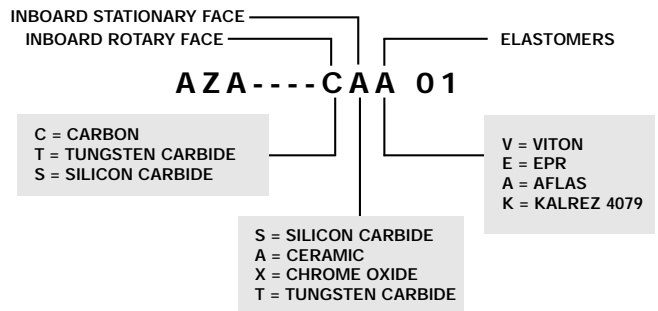 INBOARD STATIONARY FACE
INBOARD ROTARY FACE
ELASTOMERS
AZA----CAA 01
C = CARBON
T = TUNGSTEN CARBIDE
S = SILICON CARBIDE
V = VITON
E = EPR
A = AFLAS
K = KALREZ 4079
S = SILICON CARBIDE
A = CERAMIC
X = CHROME OXIDE
T = TUNGSTEN CARBIDE